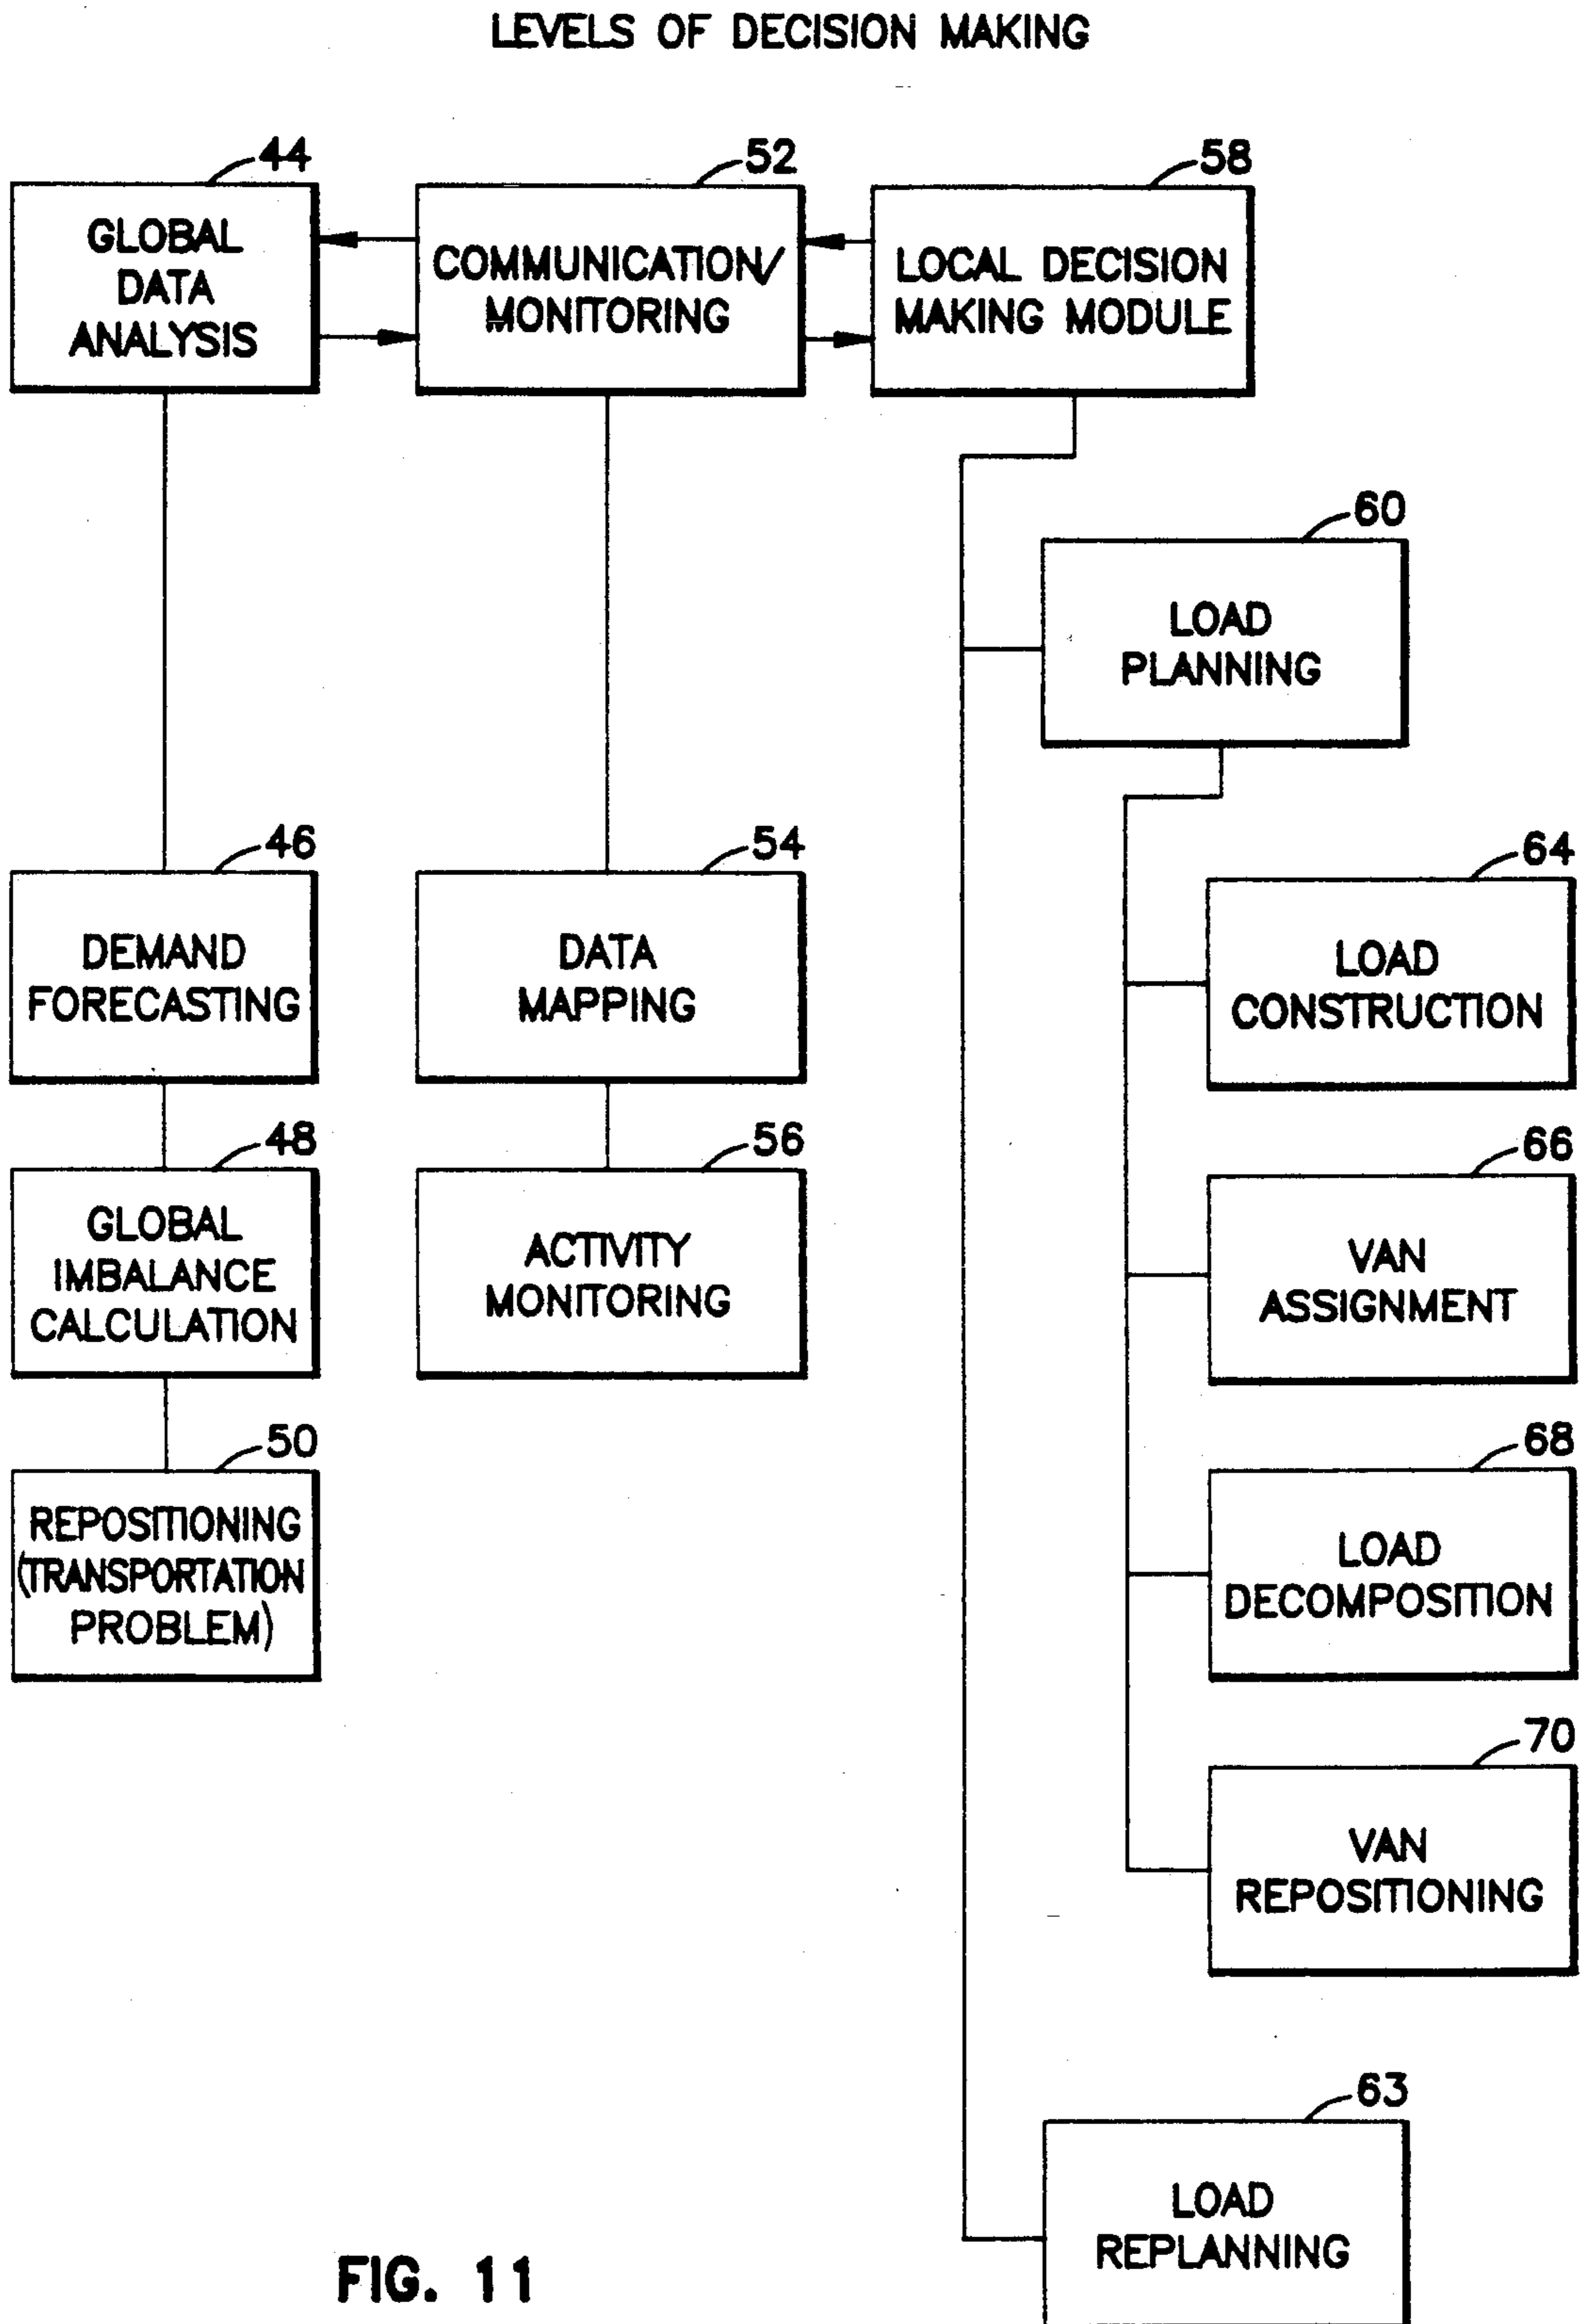 LEVELS OF DECISION MAKING
44
GLOBAL
DATA
ANALYSIS
52
COMMUNICATION/
MONITORING
58
LOCAL DECISION
MAKING MODULE
60
LOAD
PLANNING
46
DEMAND
FORECASTING
54
DATA
MAPPING
64
LOAD
CONSTRUCTION
48
GLOBAL
IMBALANCE
CALCULATION
56
ACTIVITY
MONITORING
66
VAN
ASSIGNMENT
50
REPOSITIONING
(TRANSPORTATION
PROBLEM)
68
LOAD
DECOMPOSITION
70
VAN
REPOSITIONING
63
LOAD
REPLANNING
FIG. 11